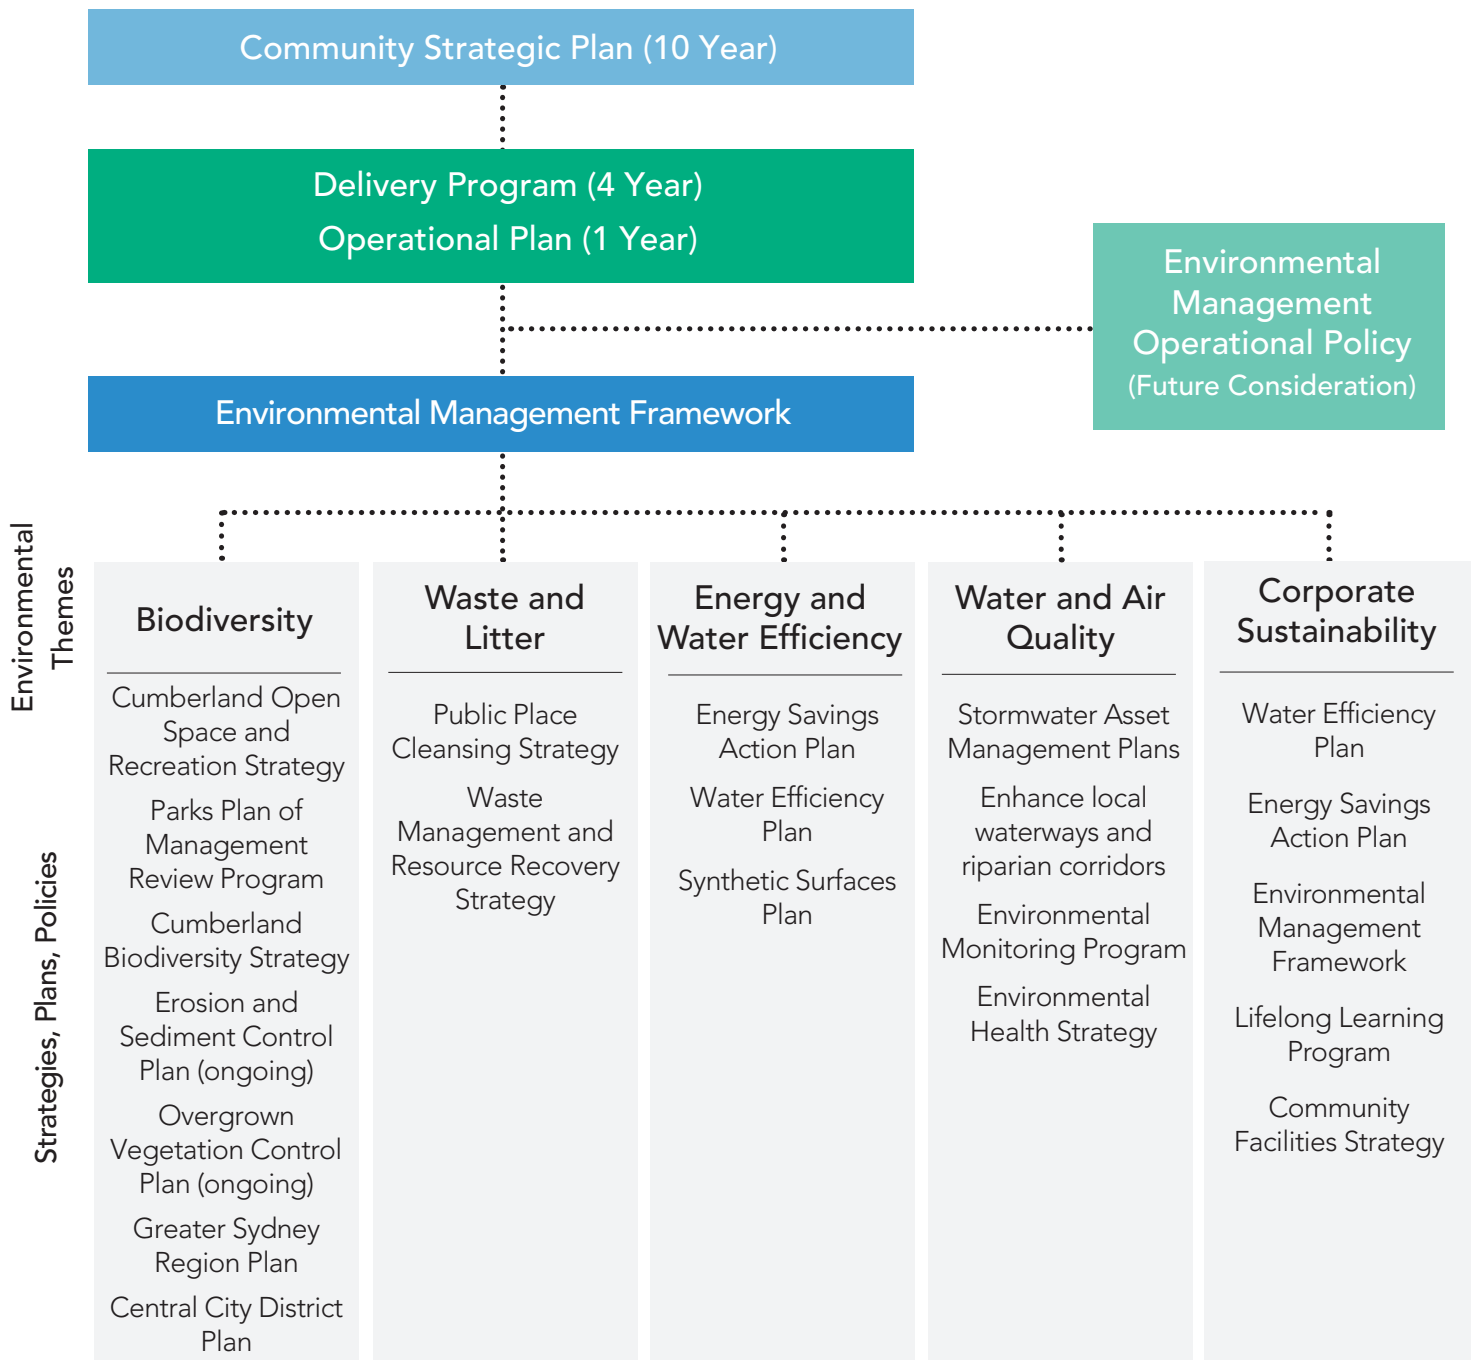 Community Strategic Plan (10 Year)
Delivery Program (4 Year)
Operational Plan (1 Year)
Environmental
Management
Operational Policy
(Future Consideration)
Environmental Management Framework
Environmental
Themes
Strategies, Plans, Policies
Biodiversity
Cumberland Open
Space and
Recreation Strategy
Parks Plan of
Management
Review Program
Cumberland
Biodiversity Strategy
Erosion and
Sediment Control
Plan (ongoing)
Overgrown
Vegetation Control
Plan (ongoing)
Greater Sydney
Region Plan
Central City District
Plan
Waste and
Litter
Public Place
Cleansing Strategy
Waste
Management and
Resource Recovery
Strategy
Energy and
Water Efficiency
Energy Savings
Action Plan
Water Efficiency
Plan
Synthetic Surfaces
Plan
Water and Air
Quality
Stormwater Asset
Management Plans
Enhance local
waterways and
riparian corridors
Environmental
Monitoring Program
Environmental
Health Strategy
Corporate
Sustainability
Water Efficiency
Plan
Energy Savings
Action Plan
Environmental
Management
Framework
Lifelong Learning
Program
Community
Facilities Strategy